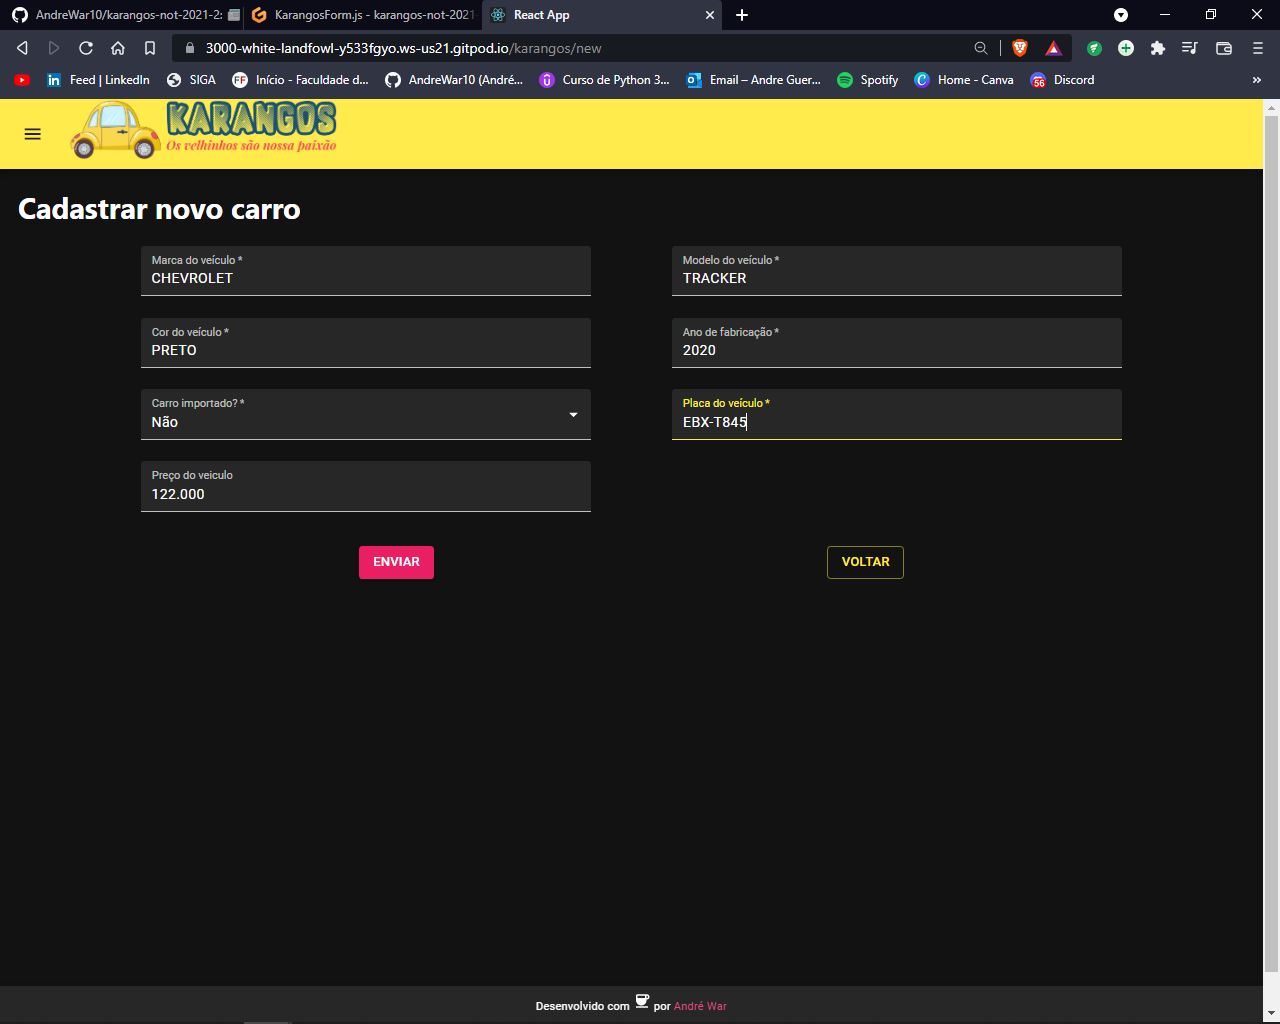 AndreWar10/karangos-not-2021-2:
KarangosForm.js - karangos-not-2021
React App
3000-white-landfowl-y533fgyo.ws-us21.gitpod.io/karangos/new
Feed | LinkedIn
SIGA
Início - Faculdade d...
AndreWar10 (André...
Curso de Python 3...
Email – Andre Guer...
Spotify
Home - Canva
Discord
»
KARANGOS
Os velhinhos são nossa paixão
Cadastrar novo carro
Marca do veículo *
CHEVROLET
Modelo do veículo *
TRACKER
Cor do veículo *
PRETO
Ano de fabricação *
2020
Carro importado? *
Não
Placa do veículo *
EBX-T845
Preço do veiculo
122.000
ENVIAR
VOLTAR
Desenvolvido com por André War